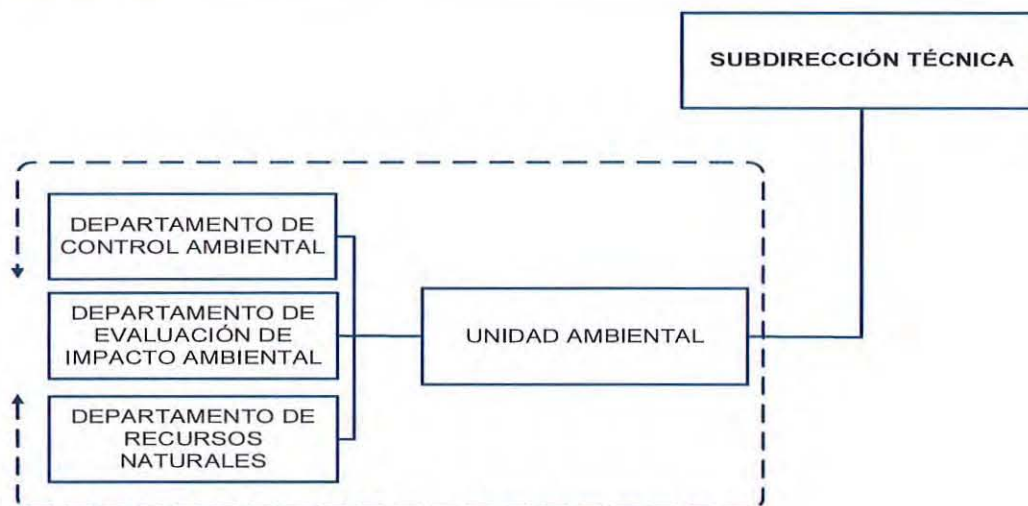 SUBDIRECCIÓN TÉCNICA
DEPARTAMENTO DE
CONTROL AMBIENTAL
DEPARTAMENTO DE
EVALUACIÓN DE
IMPACTO AMBIENTAL
UNIDAD AMBIENTAL
DEPARTAMENTO DE
RECURSOS
NATURALES